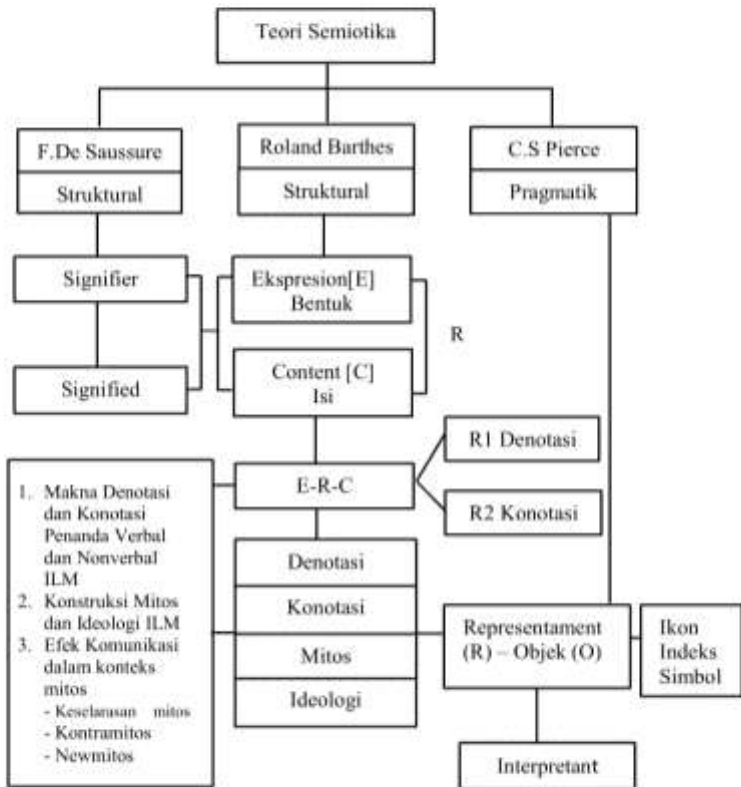 Teori Semiotika
F.De Saussure
Struktural
Roland Barthes
Struktural
C.S Pierce
Pragmatik
Signifier
Signified
Ekspresion[E]
Bentuk
Content [C]
Isi
R
E-R-C
R1 Denotasi
R2 Konotasi
1. Makna Denotasi
dan Konotasi
Penanda Verbal
dan Nonverbal
ILM
2. Konstruksi Mitos
dan Ideologi ILM
3. Efek Komunikasi
dalam konteks
mitos
- Keselarasan mitos
- Kontramitos
- Newmitos
Denotasi
Konotasi
Mitos
Ideologi
Representament
(R) – Objek (O)
Ikon
Indeks
Simbol
Interpretant